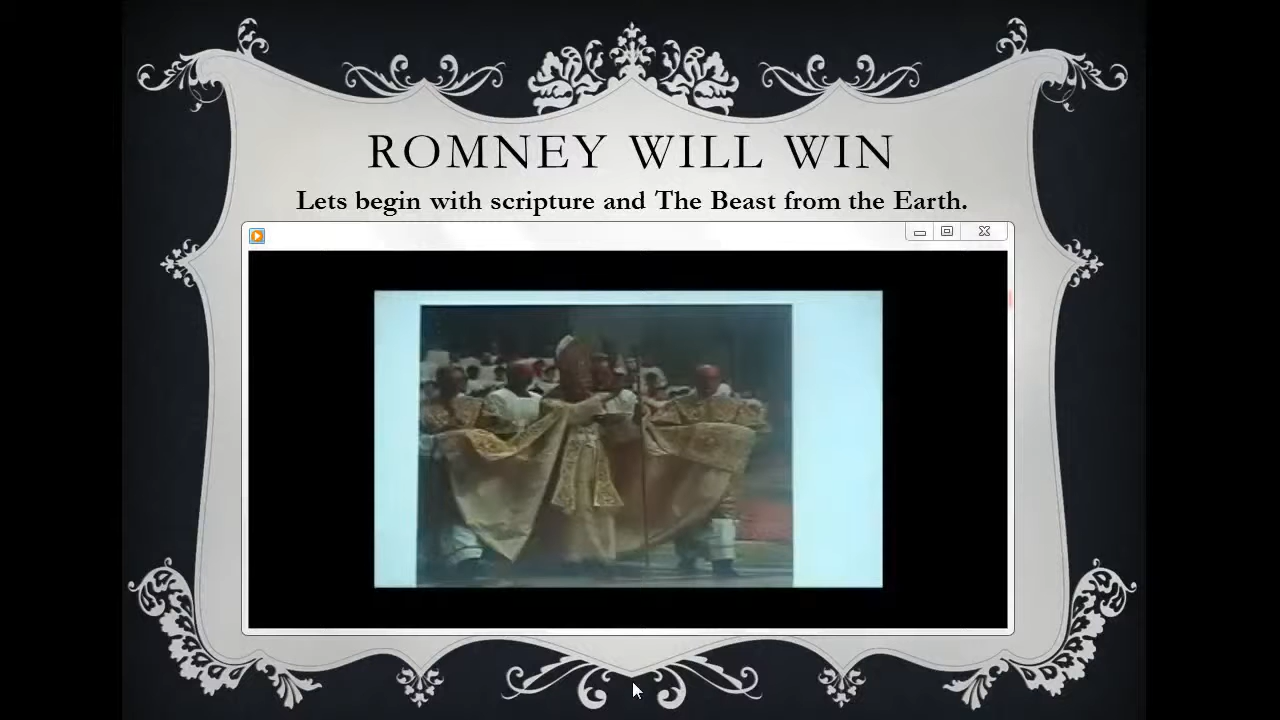 ROMNEY WILL WIN
Lets begin with scripture and The Beast from the Earth.